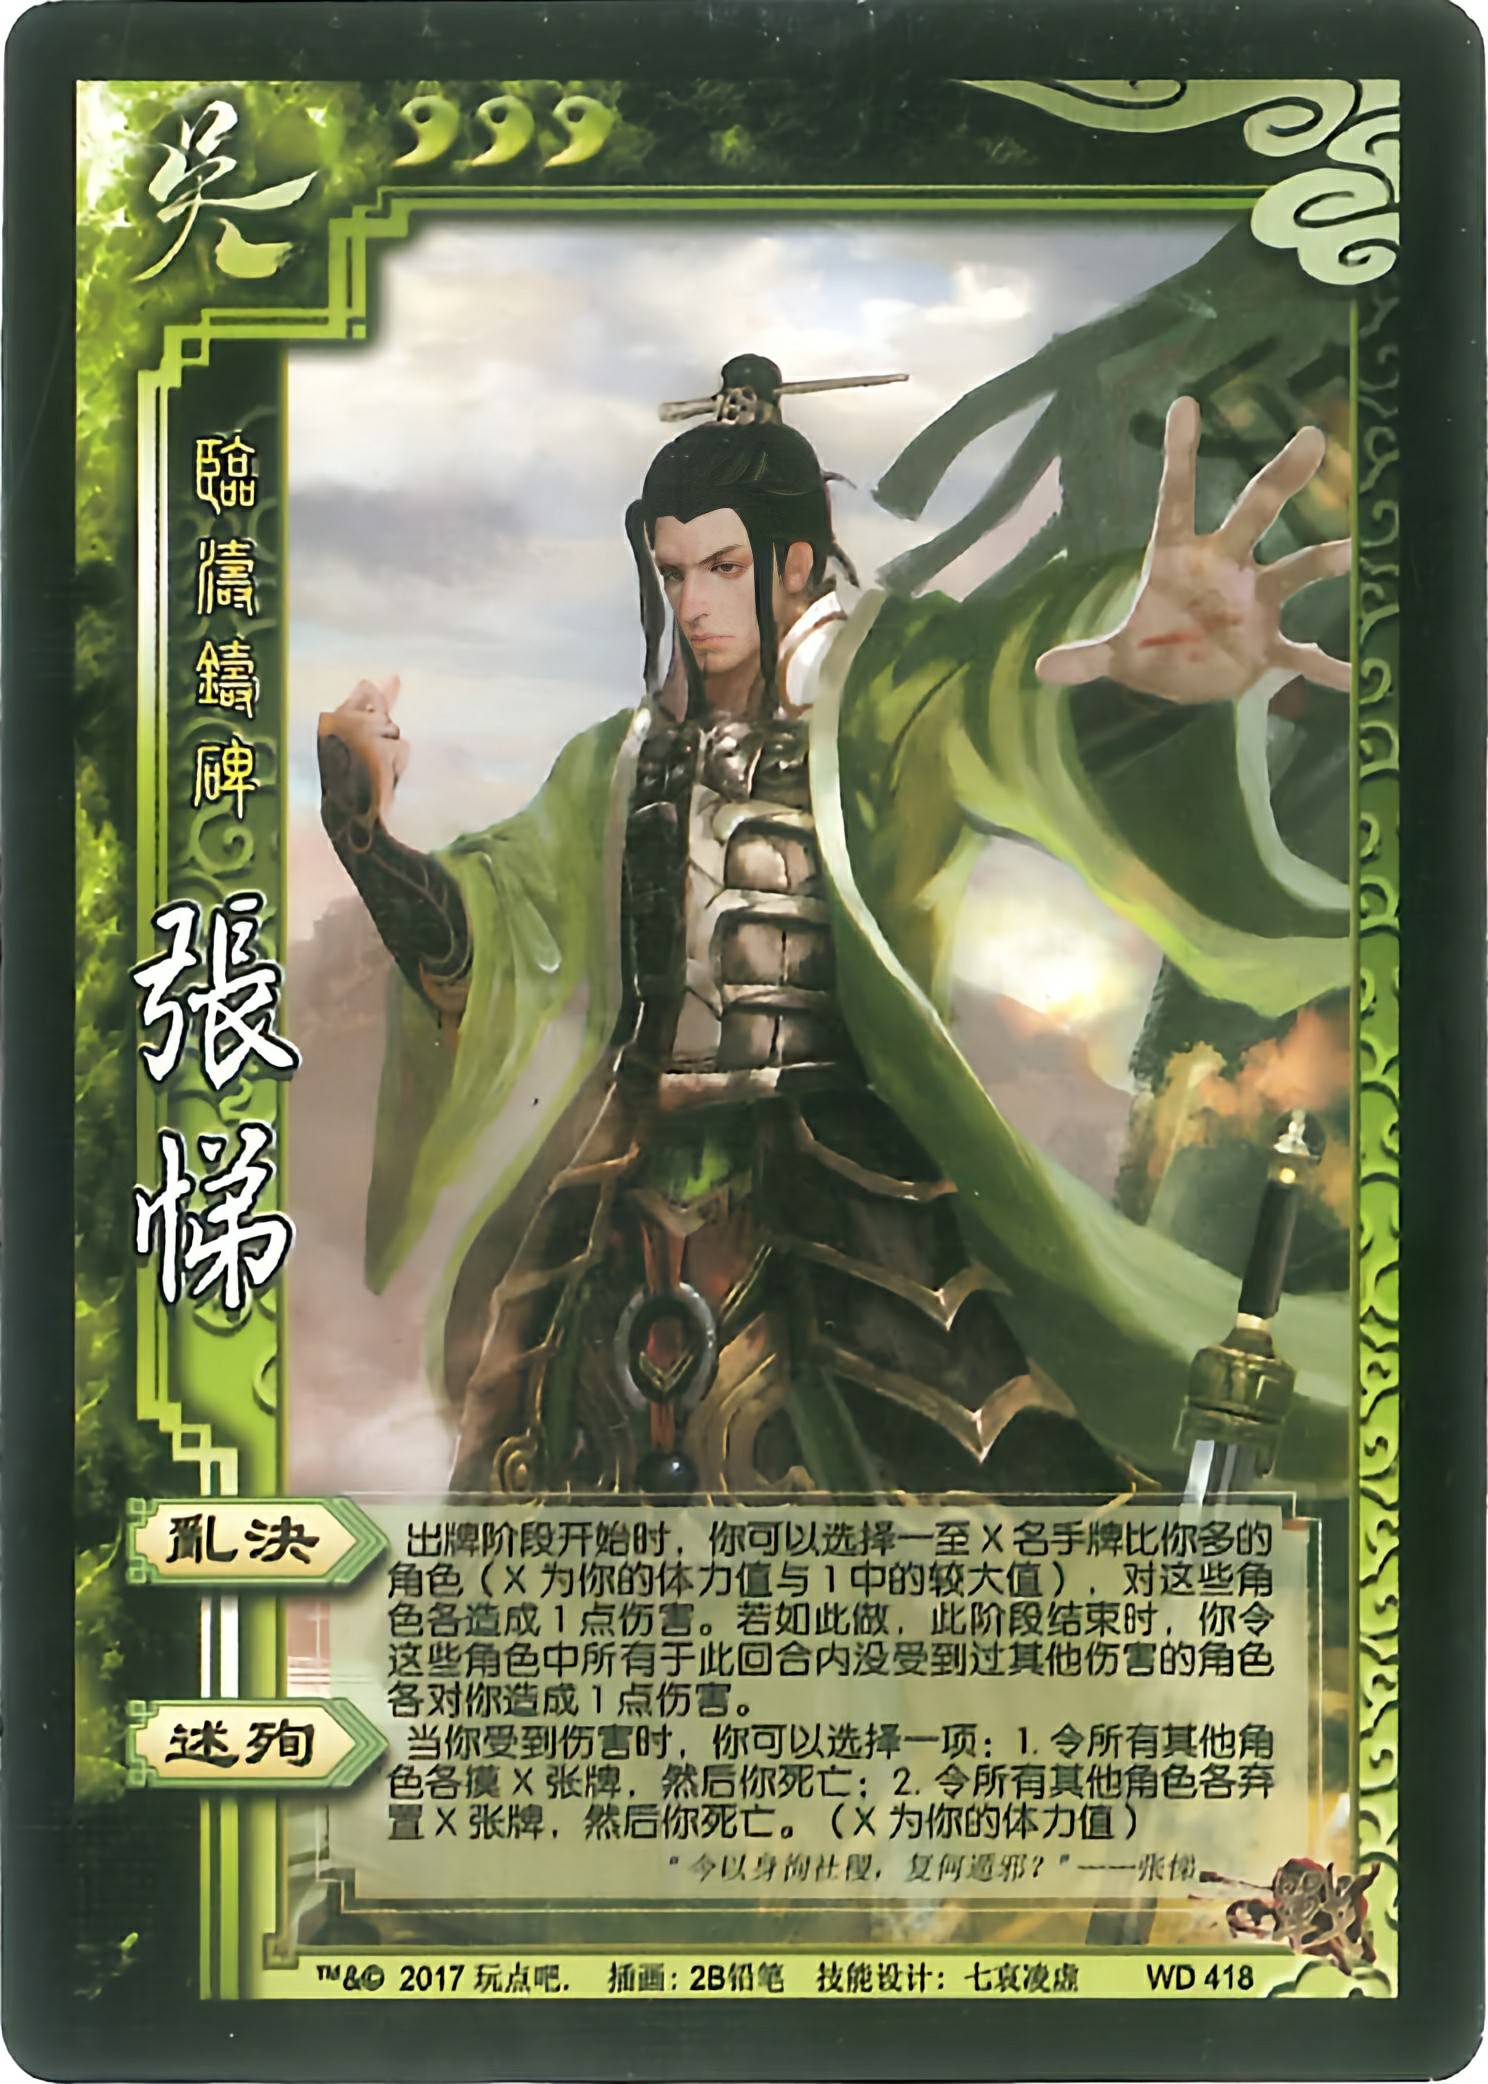 吴
臨濤鑄碑
張悌
亂決
出牌阶段开始时，你可以选择一至X名手牌比你多的
角色（X为你的体力值与1中的较大值），对这些角
色各造成1点伤害。若如此做，此阶段结束时，你令
这些角色中所有于此回合内没受到过其他伤害的角色
各对你造成1点伤害。
迷殉
当你受到伤害时，你可以选择一项：1.令所有其他角
色各摸X张牌，然后你死亡；2.令所有其他角色各弃
置X张牌，然后你死亡。（X为你的体力值）
“今以身徇社稷，复何遁邪？”——张悌
™&© 2017 玩点吧. 插画：2B铅笔 技能设计：七哀凌虚 WD 418